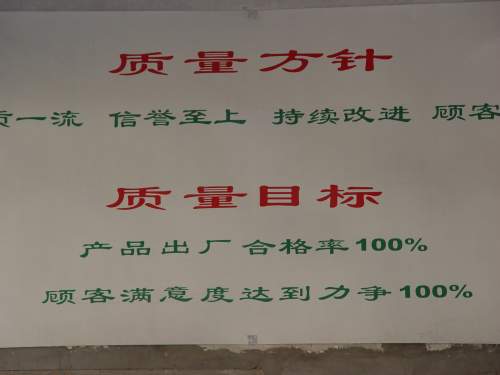 质量方针
质一流 信誉至上 持续改进 顾客
质量目标
产品出厂合格率100%
顾客满意度达到力争100%